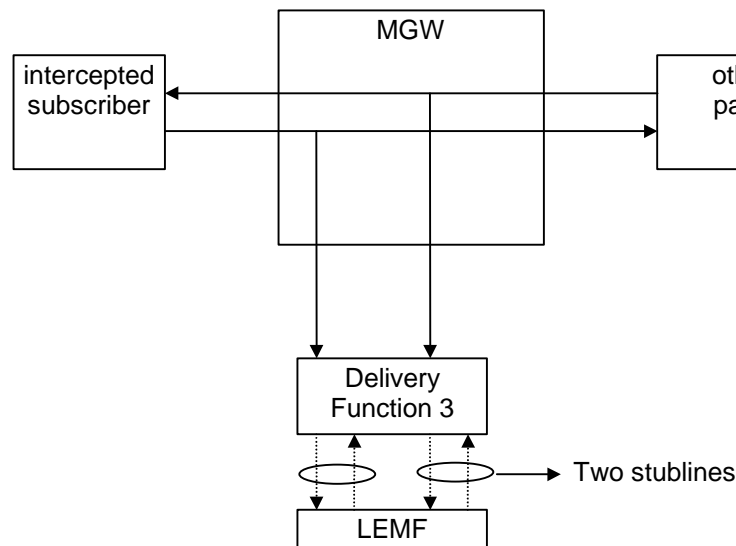 MGW
intercepted
subscriber
Delivery
Function 3
Two stublines
LEMF